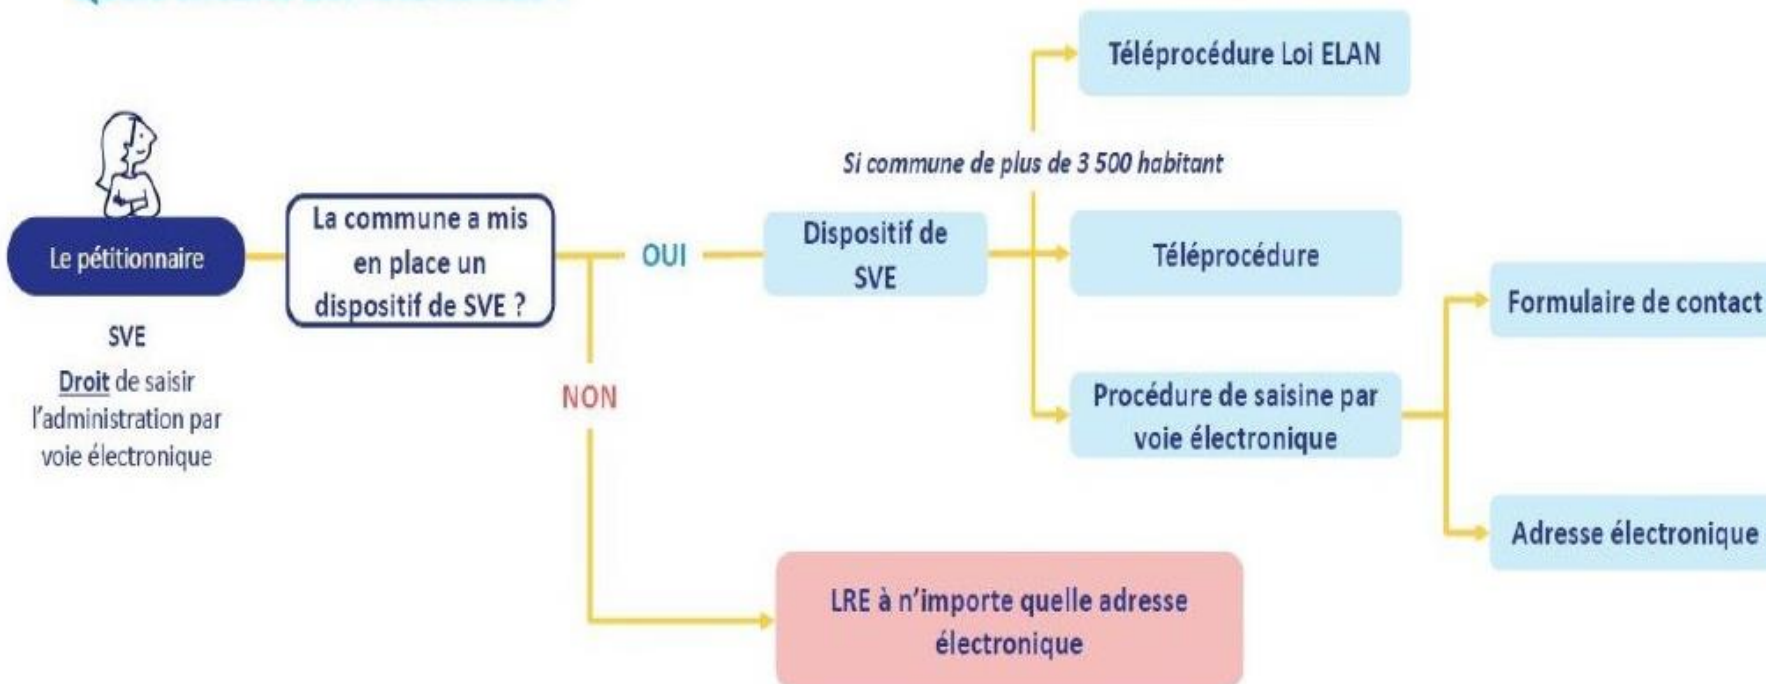 Le pétitionnaire
SVE
Droit de saisir
l'administration par
voie électronique
La commune a mis
en place un
dispositif de SVE ?
OUI
NON
Dispositif de
SVE
Téléprocédure Loi ELAN
Si commune de plus de 3 500 habitant
Téléprocédure
Procédure de saisine par
voie électronique
Formulaire de contact
Adresse électronique
LRE à n'importe quelle adresse
électronique